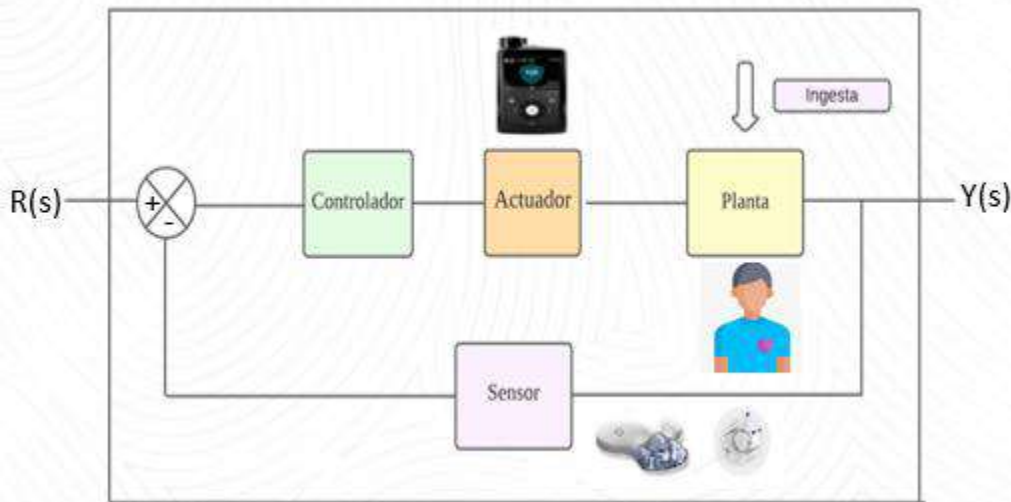 Ingesta
R(s)
+
-
Controlador
Actuador
Planta
Y(s)
Sensor